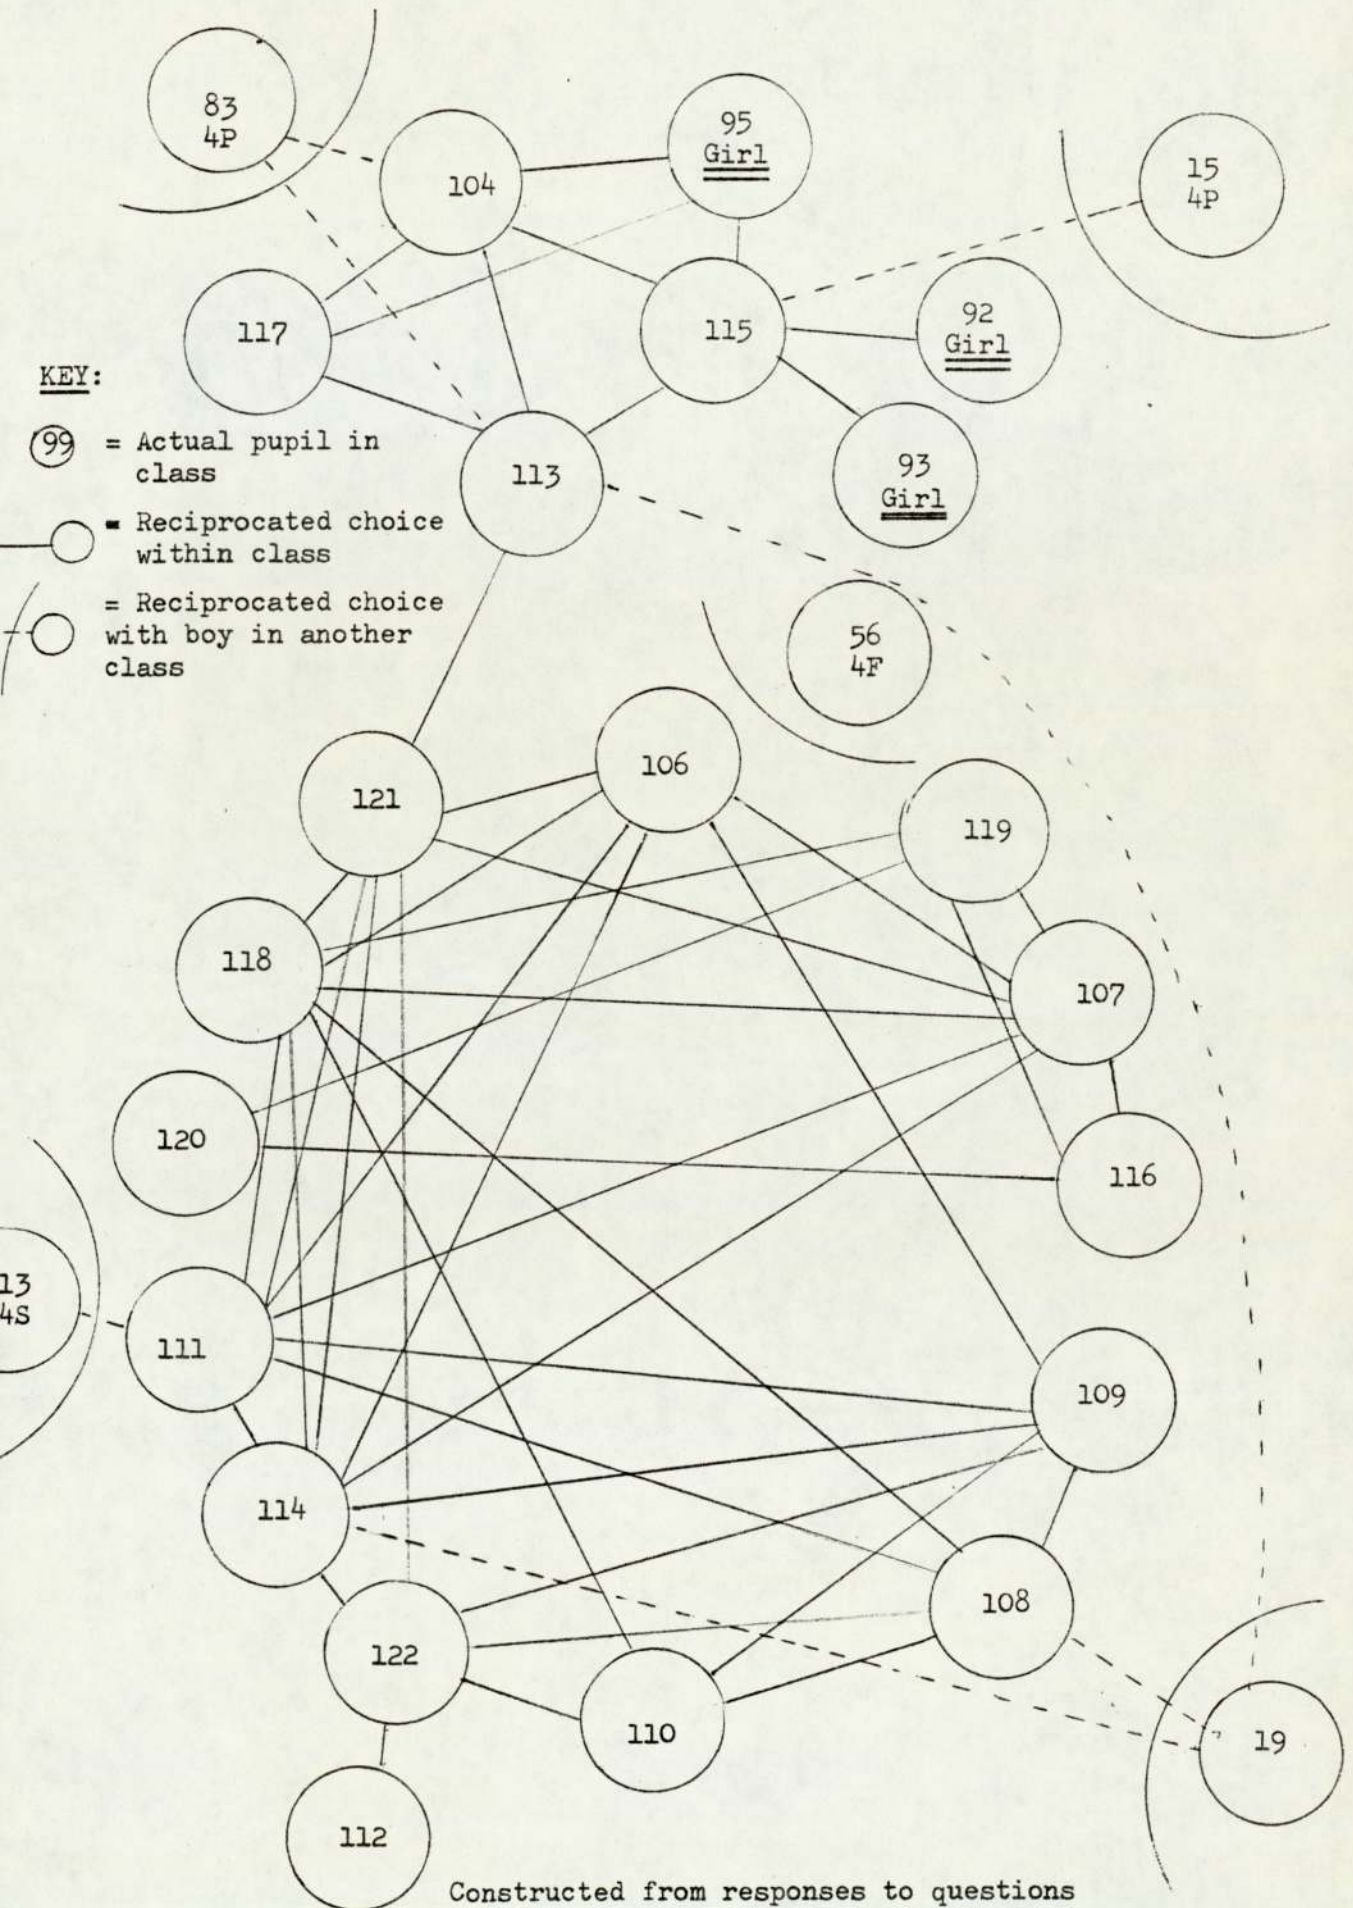 83
4P
104
95
Girl
15
4P
117
115
92
Girl
KEY:
99 = Actual pupil in
class
113
93
Girl
= Reciprocated choice
within class
= Reciprocated choice
with boy in another
class
56
4F
121
106
119
118
107
120
116
13
4S
111
109
114
108
122
110
19
112
Constructed from responses to questions